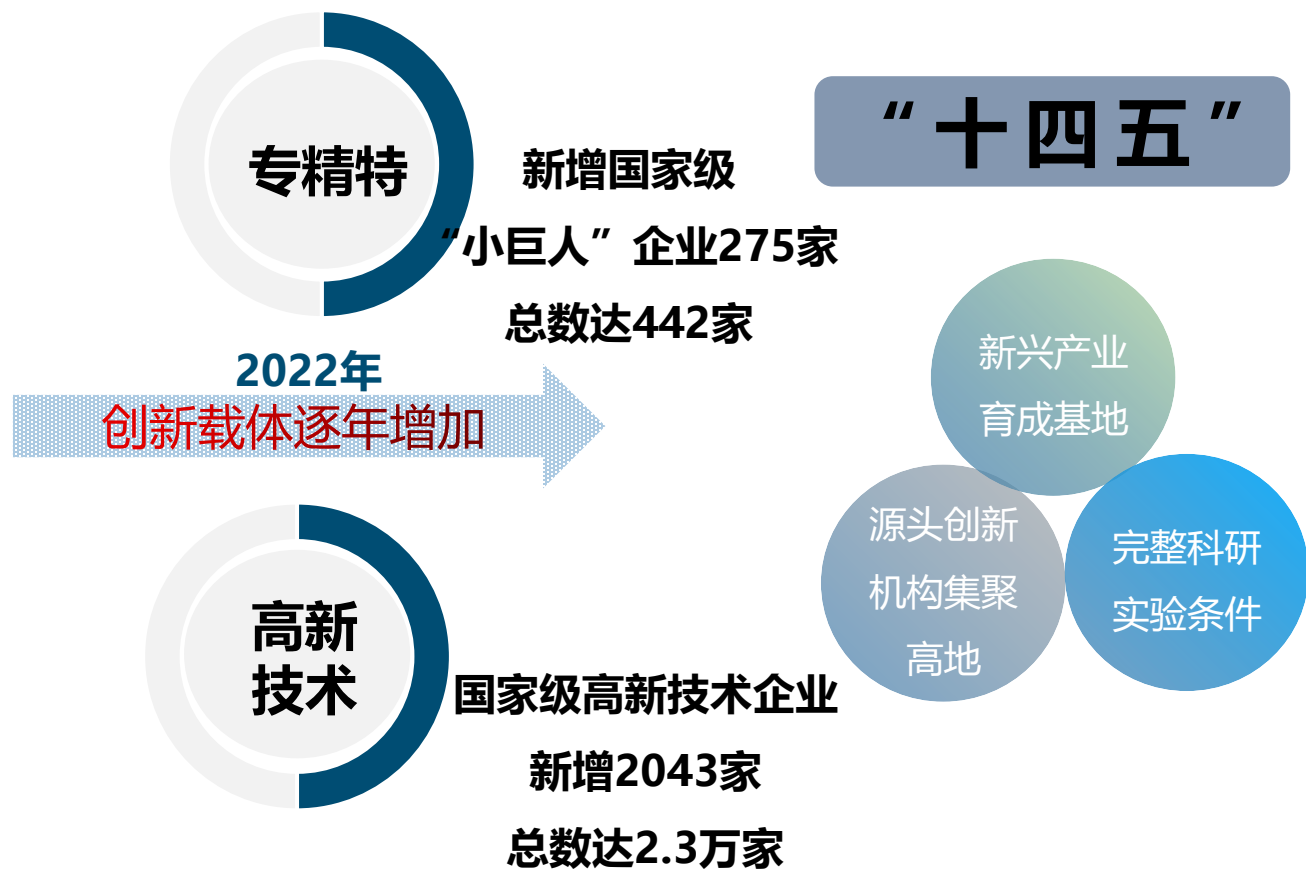 专精特
新增国家级
“小巨人”企业275家
总数达442家
2022年
创新载体逐年增加
高新
技术
国家级高新技术企业
新增2043家
总数达2.3万家
“十四五”
新兴产业
育成基地
源头创新
机构集聚
高地
完整科研
实验条件